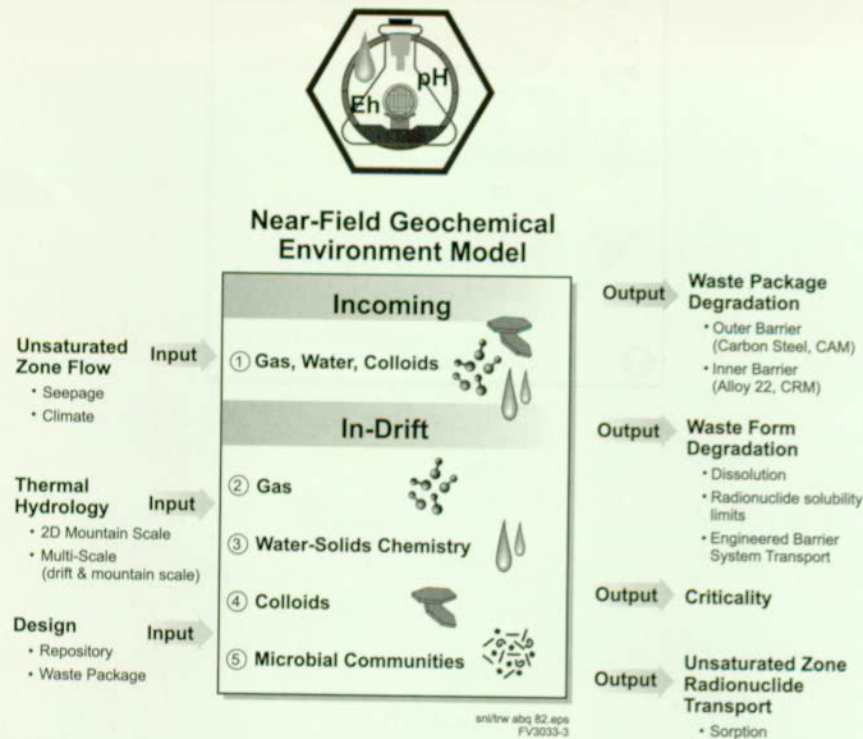 Eh
pH
Near-Field Geochemical
Environment Model
Incoming
① Gas, Water, Colloids
In-Drift
② Gas
③ Water-Solids Chemistry
④ Colloids
⑤ Microbial Communities
Unsaturated
Zone Flow
• Seepage
• Climate
Input
Thermal
Hydrology
• 2D Mountain Scale
• Multi-Scale
(drift & mountain scale)
Input
Design
• Repository
• Waste Package
Input
Output
Waste Package
Degradation
• Outer Barrier
(Carbon Steel, CAM)
• Inner Barrier
(Alloy 22, CRM)
Output
Waste Form
Degradation
• Dissolution
• Radionuclide solubility
limits
• Engineered Barrier
System Transport
Output
Criticality
Output
Unsaturated Zone
Radionuclide
Transport
• Sorption
snl/trw abq 82.eps
FV3033-3